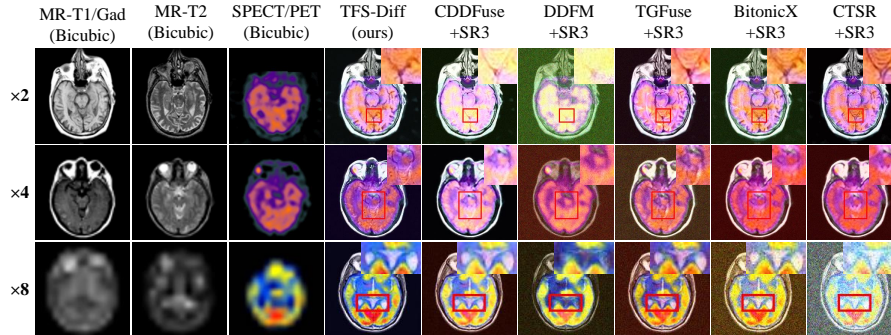 MR-T1/Gad MR-T2 SPECT/PET TFS-Diff CDDFuse DDFM TGFuse BitonicX CTSR
(Bicubic) (Bicubic) (Bicubic) (ours) +SR3 +SR3 +SR3 +SR3 +SR3
×2
×4
×8